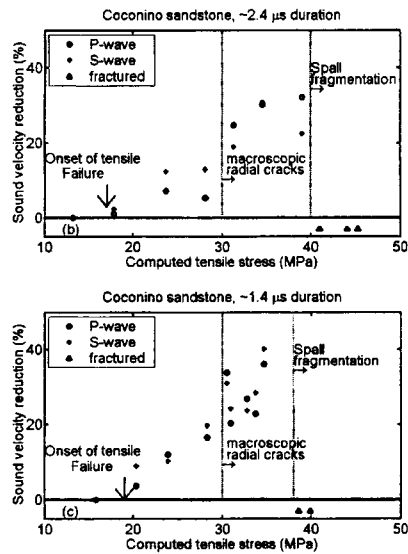 Coconino sandstone, ~2.4 μs duration
Sound velocity reduction (%)
40
20
0
P-wave
S-wave
fractured
Onset of tensile
Failure
macroscopic
radial cracks
Spall
fragmentation
(b)
10
20
30
40
50
Computed tensile stress (MPa)
Coconino sandstone, ~1.4 μs duration
Sound velocity reduction (%)
40
20
0
P-wave
S-wave
fractured
Onset of tensile
Failure
macroscopic
radial cracks
Spall
fragmentation
(c)
10
20
30
40
50
Computed tensile stress (MPa)